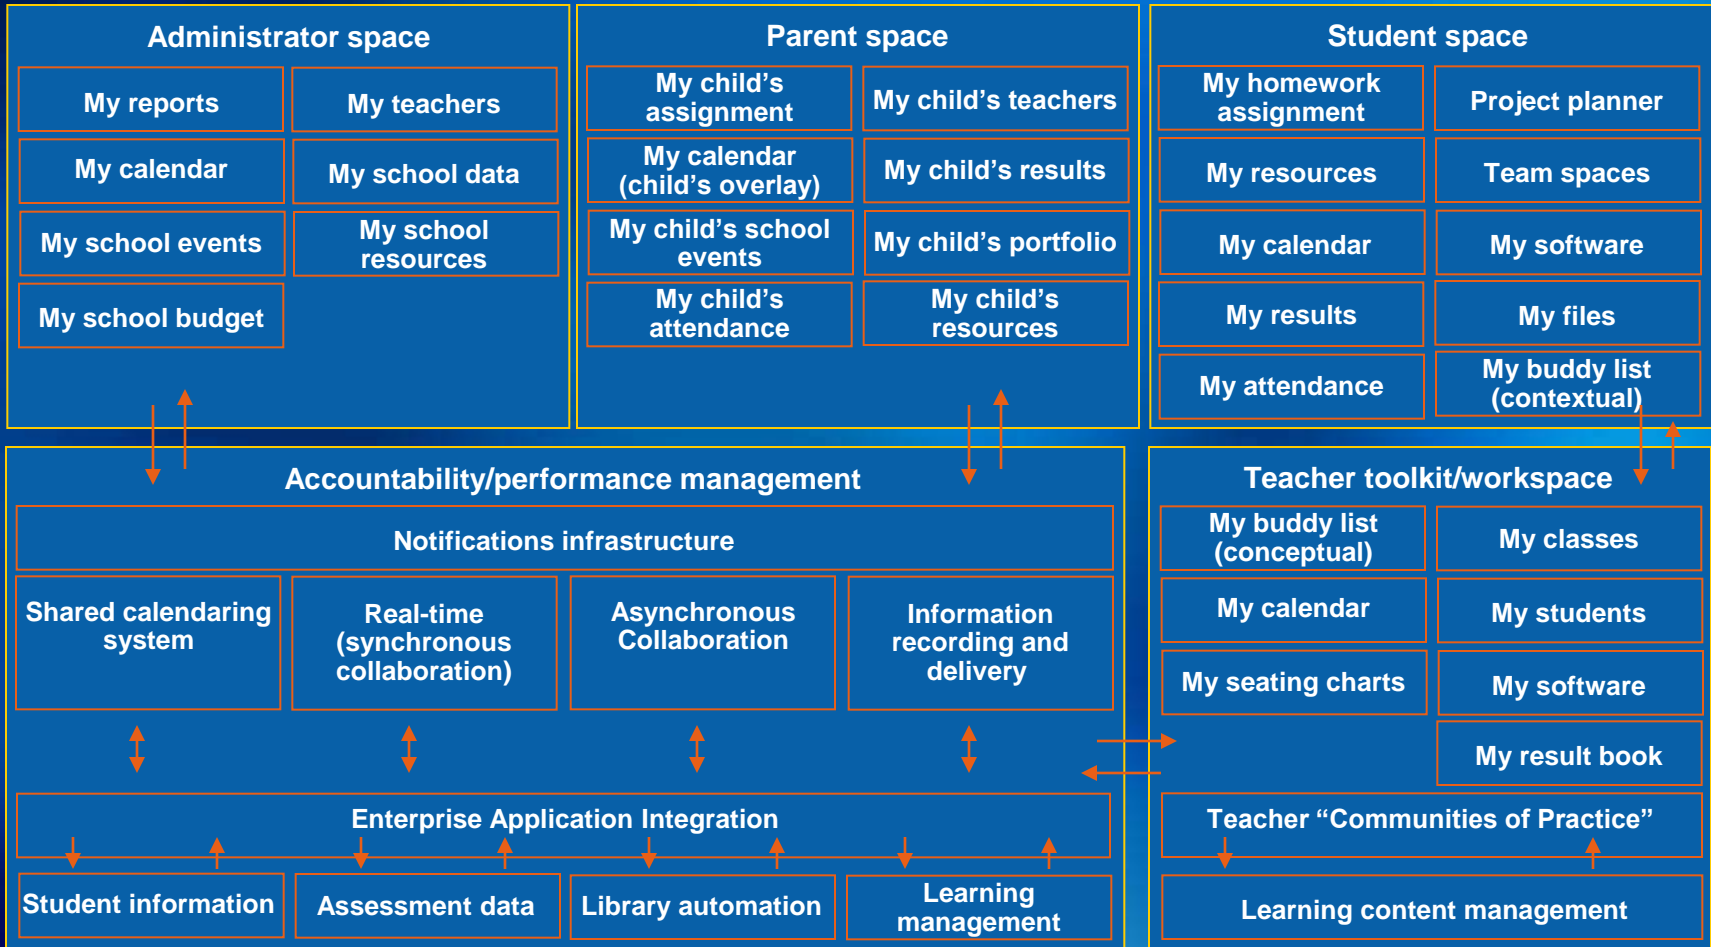 Administrator space
My reports
My teachers
My calendar
My school data
My school events
My school
resources
My school budget
Parent space
My child’s
assignment
My child’s teachers
My calendar
(child’s overlay)
My child’s results
My child’s school
events
My child’s portfolio
My child’s
attendance
My child’s
resources
Student space
My homework
assignment
Project planner
My resources
Team spaces
My calendar
My software
My results
My files
My attendance
My buddy list
(contextual)
Accountability/performance management
Notifications infrastructure
Shared calendaring
system
Real-time
(synchronous
collaboration)
Asynchronous
Collaboration
Information
recording and
delivery
Enterprise Application Integration
Student information
Assessment data
Library automation
Learning
management
Teacher toolkit/workspace
My buddy list
(conceptual)
My classes
My calendar
My students
My seating charts
My software
My result book
Teacher “Communities of Practice”
Learning content management